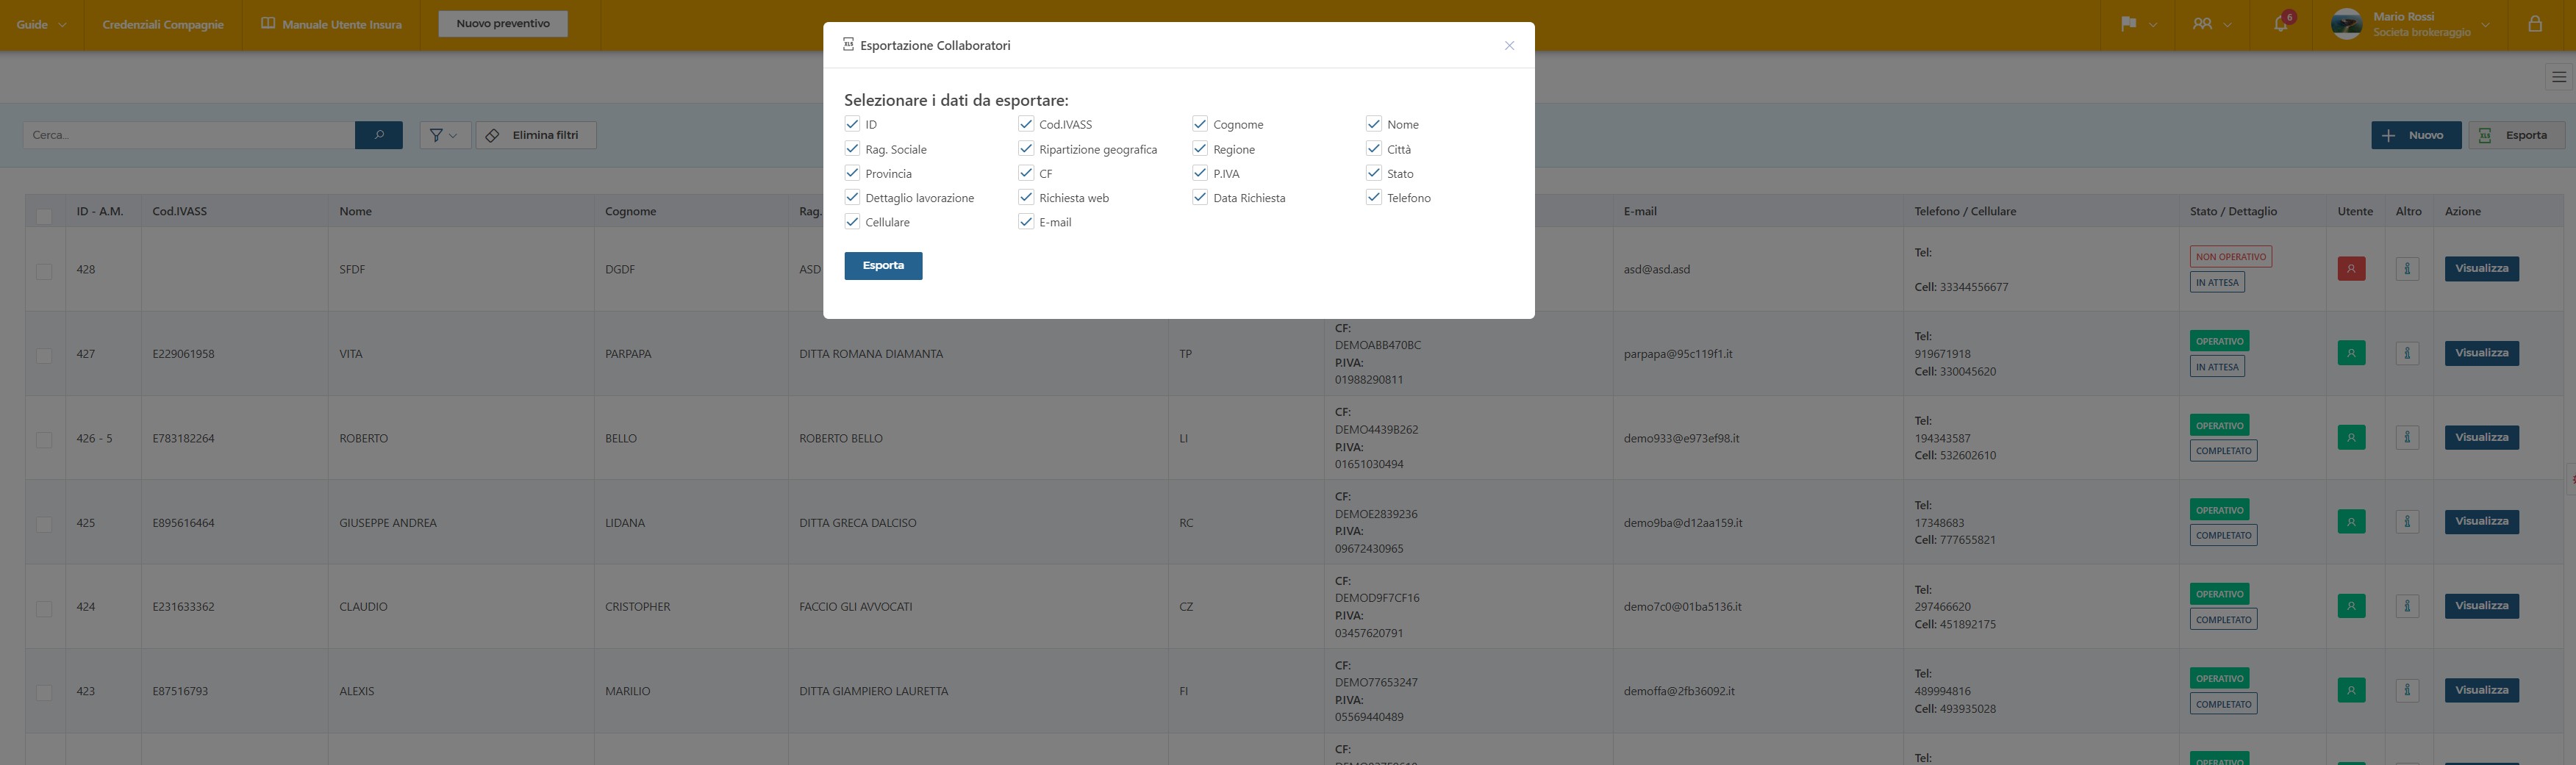 Guide
Credenziali Compagnie
Manuale Utente Insura
Nuovo preventivo
6
Mario Rossi
Societa brokeraggio
XLS Esportazione Collaboratori
Selezionare i dati da esportare:
ID Cod.IVASS Cognome Nome
Rag. Sociale Ripartizione geografica Regione Città
Provincia CF P.IVA Stato
Dettaglio lavorazione Richiesta web Data Richiesta Telefono
Cellulare E-mail
Esporta
Cerca...
Elimina filtri
Nuovo
XLS Esporta
ID - A.M. Cod.IVASS Nome Cognome Rag. E-mail Telefono / Cellulare Stato / Dettaglio Utente Altro Azione
428 SFDF DGDF ASD asd@asd.asd
Tel:
Cell: 33344556677
NON OPERATIVO
IN ATTESA
Visualizza
427 E229061958 VITA PARPAPA DITTA ROMANA DIAMANTA TP
CF:
DEMOABB470BC
P.IVA:
01988290811
parpapa@95c119f1.it
Tel:
919671918
Cell: 330045620
OPERATIVO
IN ATTESA
Visualizza
426 - 5 E783182264 ROBERTO BELLO ROBERTO BELLO LI
CF:
DEMO4439B262
P.IVA:
01651030494
demo933@e973ef98.it
Tel:
194343587
Cell: 532602610
OPERATIVO
COMPLETATO
Visualizza
425 E895616464 GIUSEPPE ANDREA LIDANA DITTA GRECA DALCISO RC
CF:
DEMOE2839236
P.IVA:
09672430965
demo9ba@d12aa159.it
Tel:
17348683
Cell: 777655821
OPERATIVO
COMPLETATO
Visualizza
424 E231633362 CLAUDIO CRISTOPHER FACCIO GLI AVVOCATI CZ
CF:
DEMOD9F7CF16
P.IVA:
03457620791
demo7c0@01ba5136.it
Tel:
297466620
Cell: 451892175
OPERATIVO
COMPLETATO
Visualizza
423 E87516793 ALEXIS MARILIO DITTA GIAMPIERO LAURETTA FI
CF:
DEMO77653247
P.IVA:
05569440489
demoffa@2fb36092.it
Tel:
489994816
Cell: 493935028
OPERATIVO
COMPLETATO
Visualizza
CF:
Tel:
OPERATIVO